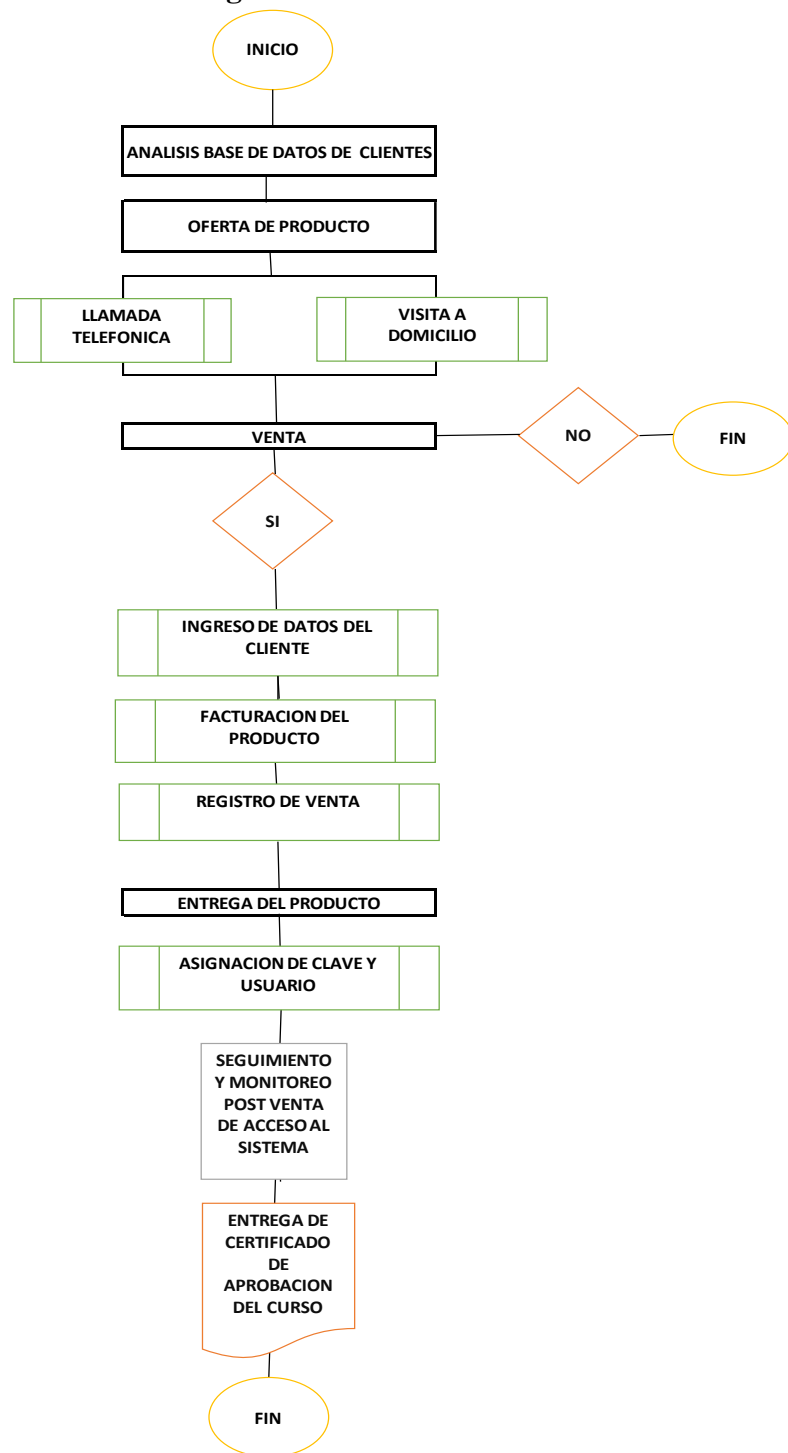 INICIO
ANALISIS BASE DE DATOS DE CLIENTES
OFERTA DE PRODUCTO
LLAMADA
TELEFONICA
VISITA A
DOMICILIO
VENTA
NO
FIN
SI
INGRESO DE DATOS DEL
CLIENTE
FACTURACION DEL
PRODUCTO
REGISTRO DE VENTA
ENTREGA DEL PRODUCTO
ASIGNACION DE CLAVE Y
USUARIO
SEGUIMIENTO
Y MONITOREO
POST VENTA
DE ACCESO AL
SISTEMA
ENTREGA DE
CERTIFICADO
DE
APROBACION
DEL CURSO
FIN